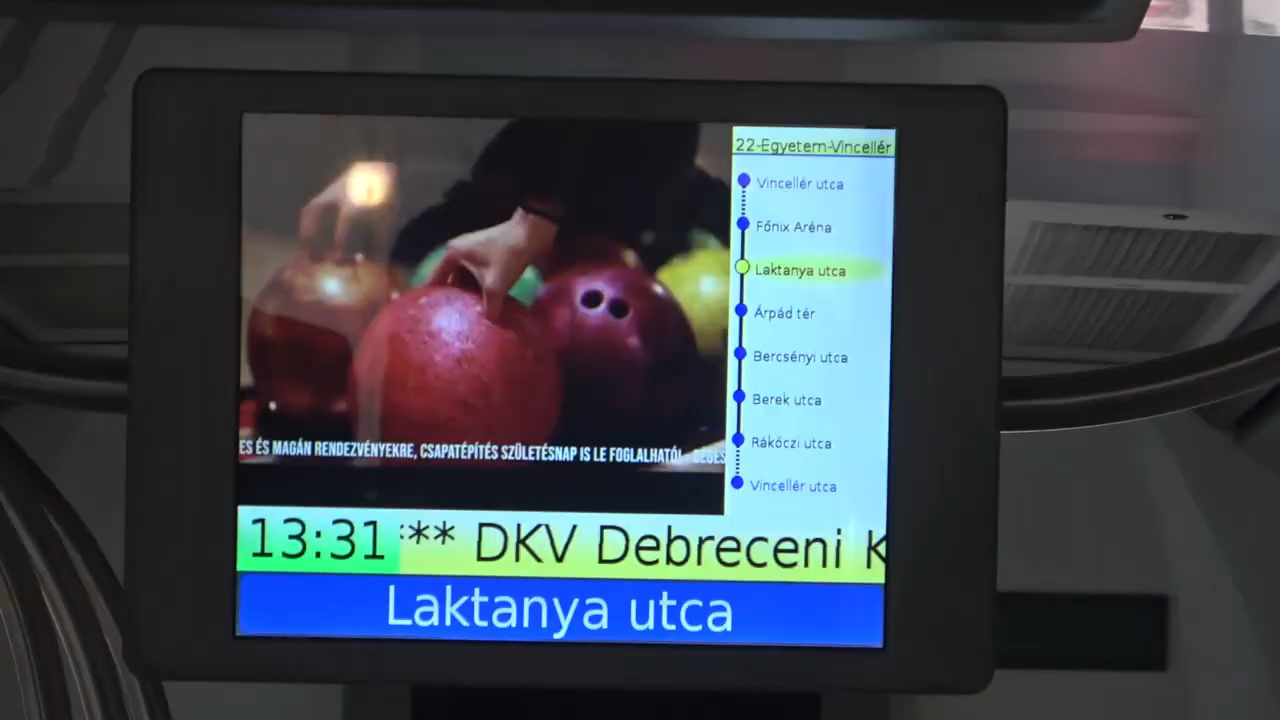 22-Egyetem-Vincellér
Vincellér utca
Főnix Aréna
Laktanya utca
Árpád tér
Bercsényi utca
Berek utca
Rákóczi utca
Vincellér utca
ES ÉS MAGÁN RENDEZVÉNYEKRE, CSAPATÉPÍTÉS SZÜLETÉSNAP IS LE FOGLALHATÓ! -
13:31 *** DKV Debreceni K
Laktanya utca